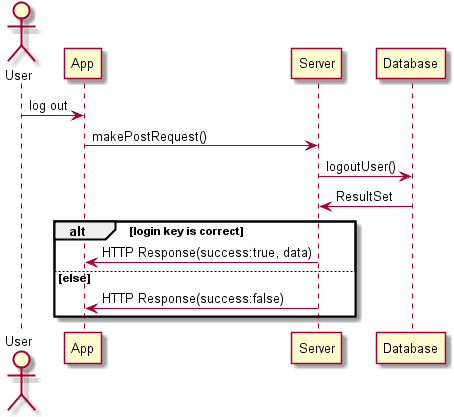 User
App
Server
Database
log out
makePostRequest()
logoutUser()
ResultSet
alt
[login key is correct]
HTTP Response(success:true, data)
[else]
HTTP Response(success:false)
User
App
Server
Database